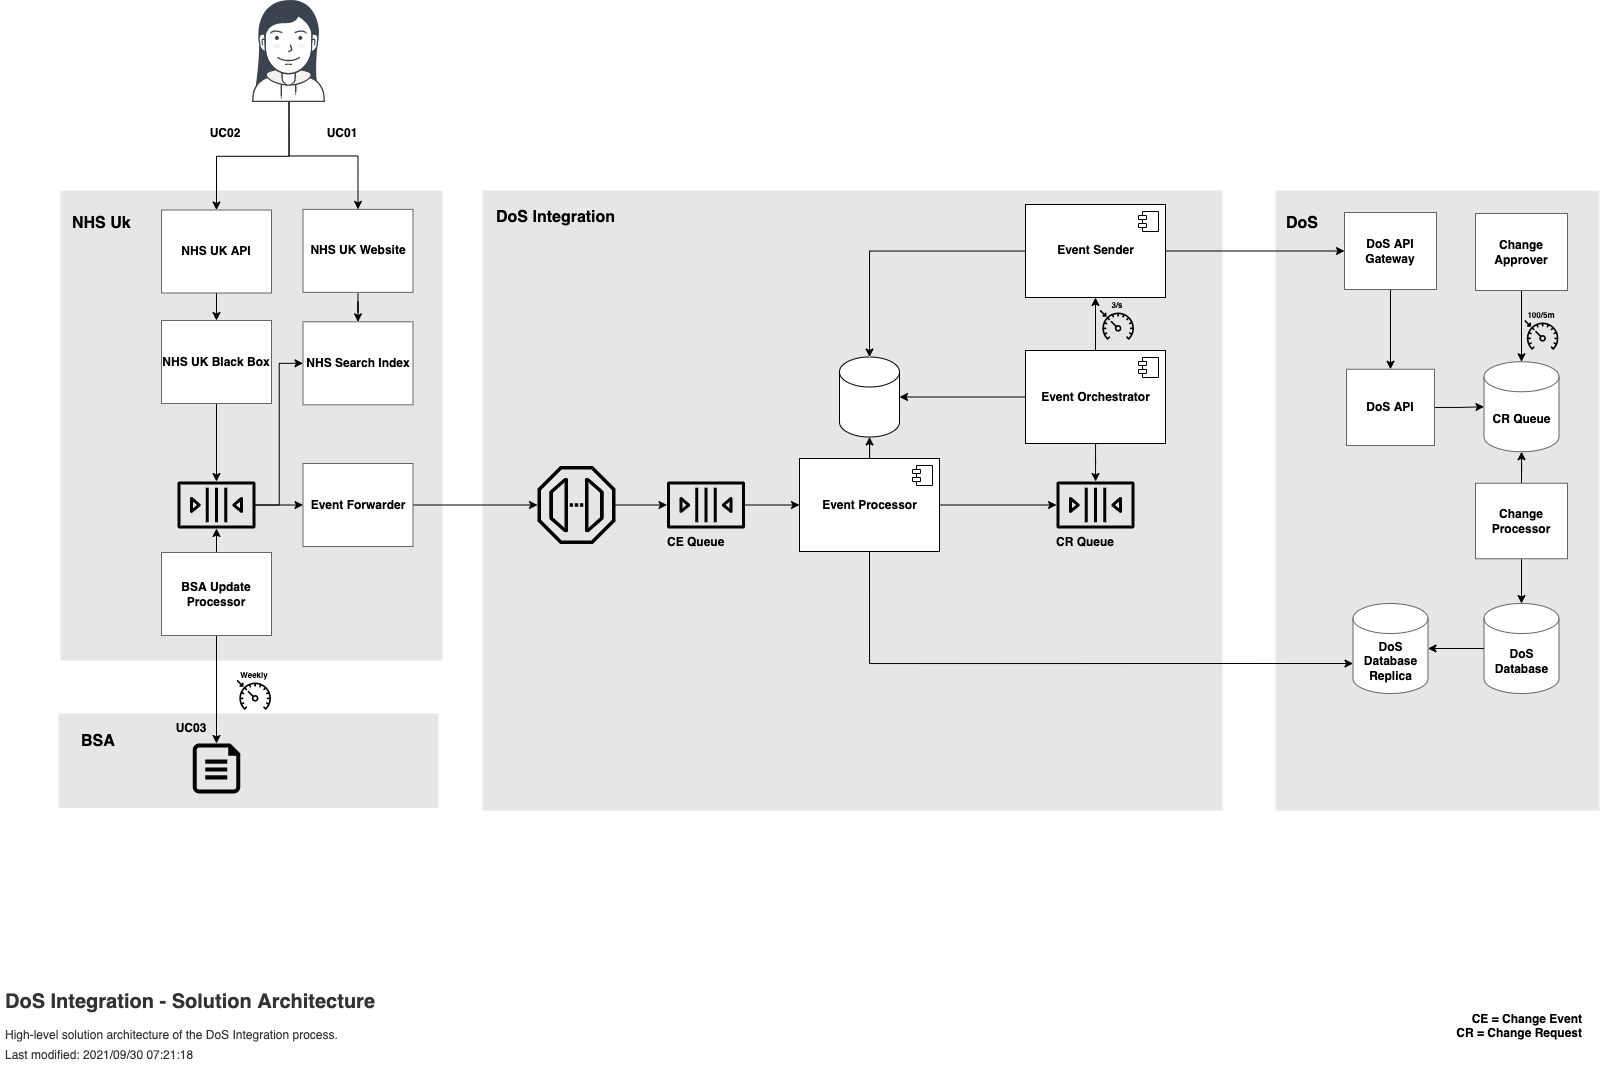 UC02
UC01
NHS Uk
NHS UK API
NHS UK Website
NHS UK Black Box
NHS Search Index
Event Forwarder
BSA Update
Processor
Weekly
UC03
BSA
DoS Integration
Event Sender
3/s
Event Orchestrator
Event Processor
CE Queue
CR Queue
DoS
DoS API
Gateway
Change
Approver
100/5m
DoS API
CR Queue
Change
Processor
DoS
Database
Replica
DoS
Database
DoS Integration - Solution Architecture
High-level solution architecture of the DoS Integration process.
Last modified: 2021/09/30 07:21:18
CE = Change Event
CR = Change Request